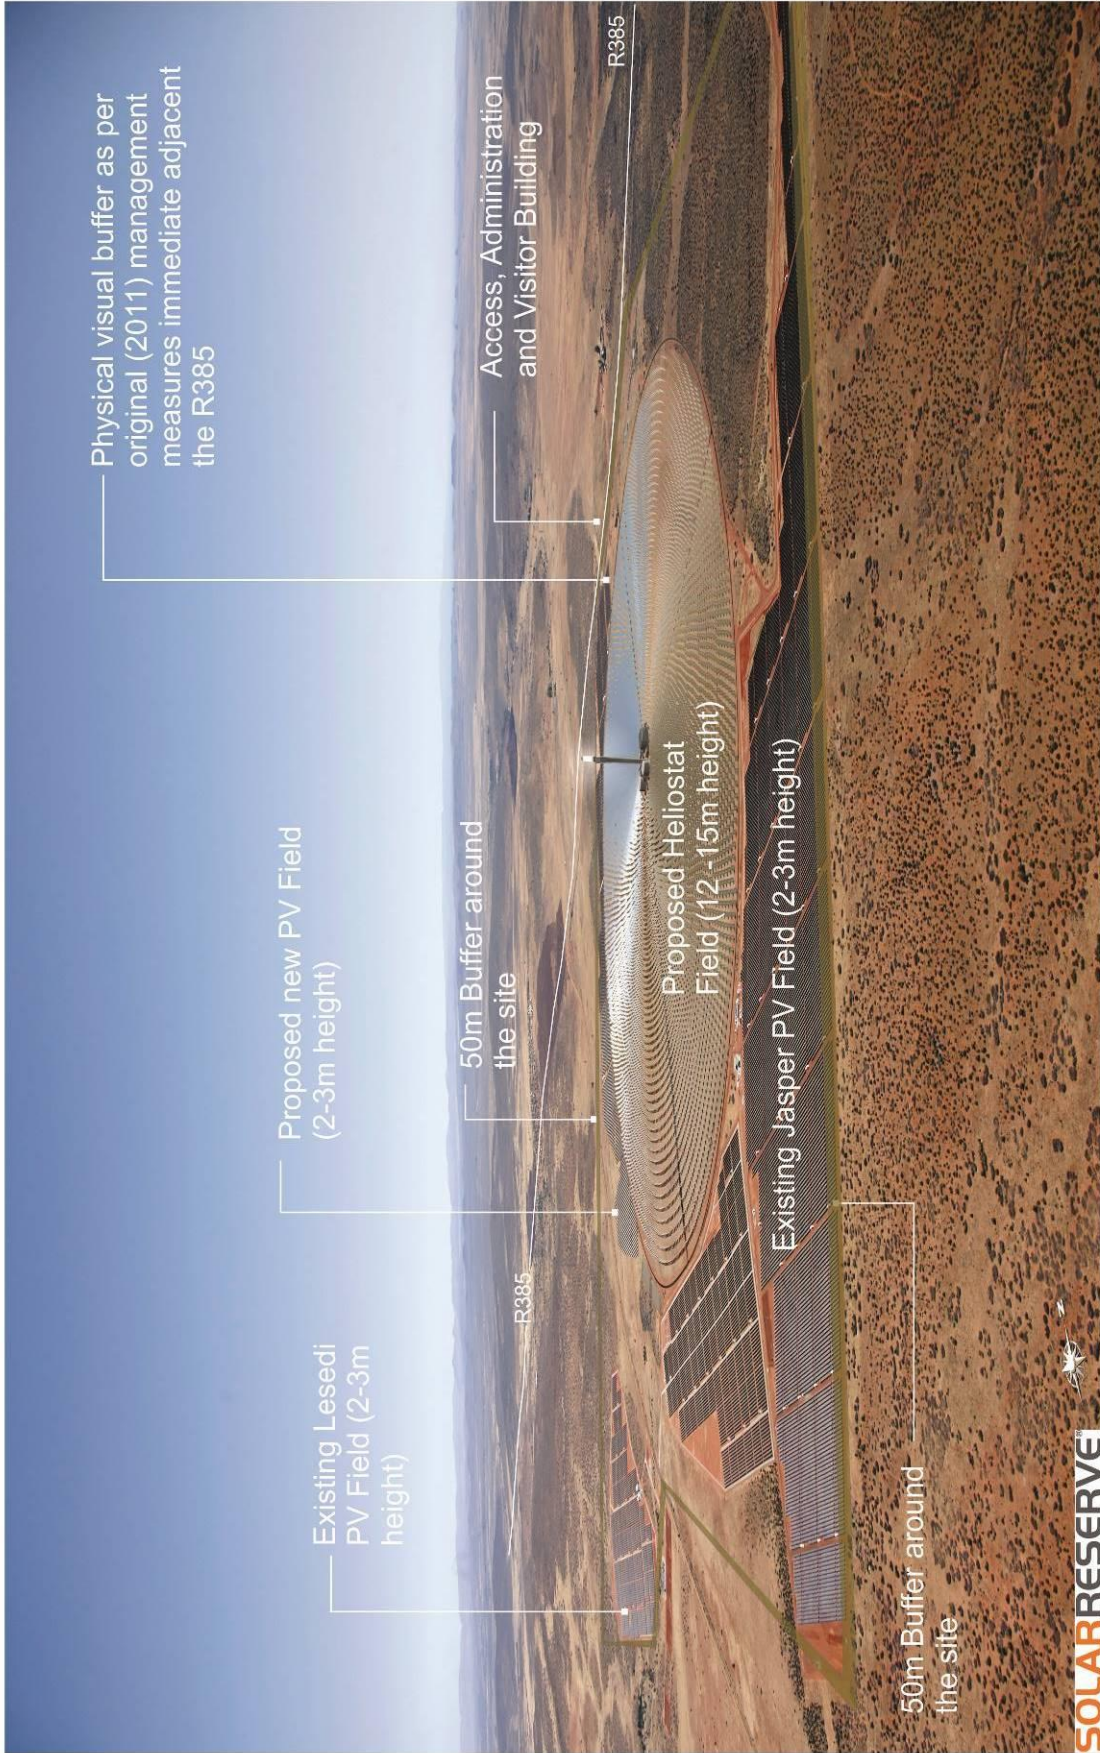 Existing Lesedi
PV Field (2-3m
height)
Proposed new PV Field
(2-3m height)
Physical visual buffer as per
original (2011) management
measures immediate adjacent
the R385
50m Buffer around
the site
Access, Administration
and Visitor Building
R385
R385
Proposed Heliostat
Field (12 -15m height)
Existing Jasper PV Field (2-3m height)
50m Buffer around
the site
SOLARRESERVE®
N